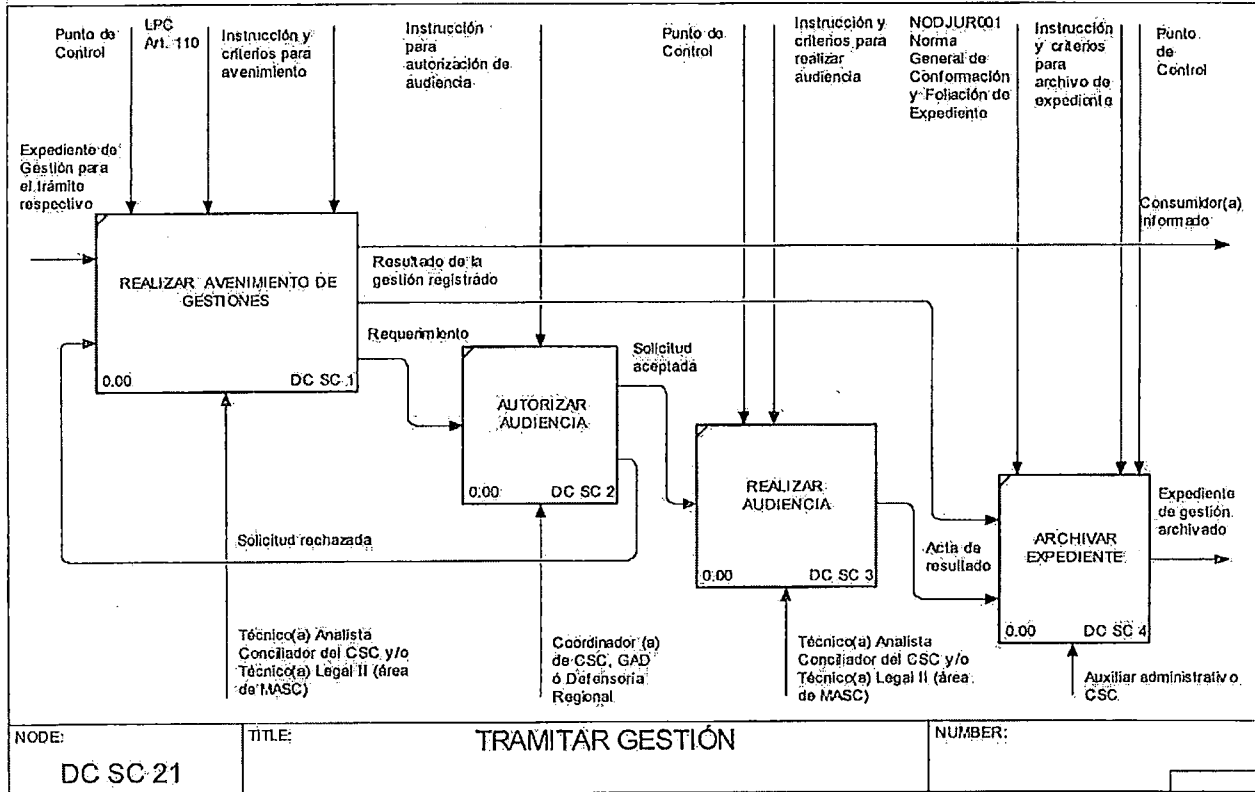 Punto de
Control
LPC
Art. 110
Instrucción y
criterios para
avenimiento
Instrucción
para
autorización de
audiencia
Punto de
Control
Instrucción y
criterios para
realizar
audiencia
NODJUR001
Norma
General de
Conformación
y Foliación de
Expediente
Instrucción
y criterios
para
archivo de
expediente
Punto
de
Control
Expediente de
Gestión para
el trámite
respectivo
Consumidor(a)
informado
REALIZAR AVENIMIENTO DE
GESTIONES
0.00 DC SC 1
Resultado de la
gestión registrado
Requerimiento
AUTORIZAR
AUDIENCIA
0.00 DC SC 2
Solicitud
aceptada
Solicitud rechazada
REALIZAR
AUDIENCIA
0.00 DC SC 3
Acta de
resultado
ARCHIVAR
EXPEDIENTE
0.00 DC SC 4
Expediente
de gestión
archivado
Técnico(a) Analista
Conciliador del CSC y/o
Técnico(a) Legal II (área
de MASC)
Coordinador (a)
de CSC, GAD
ó Defensoría
Regional
Técnico(a) Analista
Conciliador del CSC y/o
Técnico(a) Legal II (área
de MASC)
Auxiliar administrativo
CSC
NODE:
DC SC 21
TITLE:
TRAMITAR GESTIÓN
NUMBER: